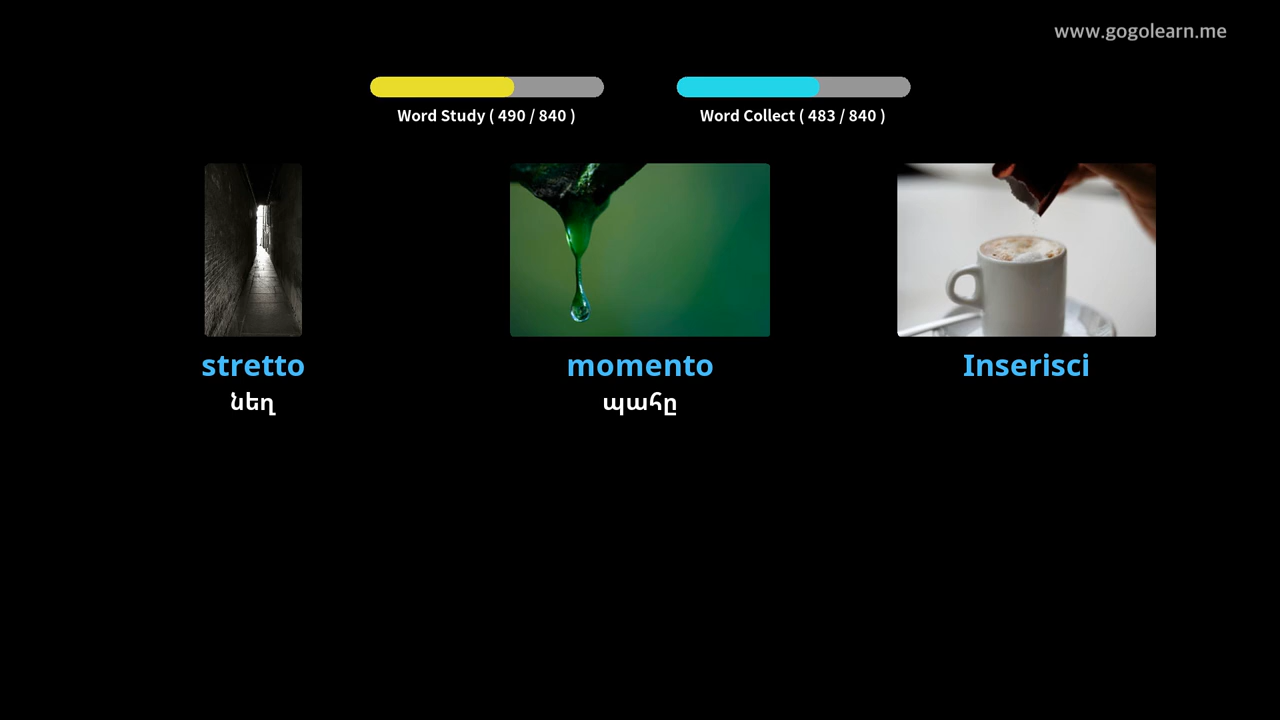 www.gogolearn.me
Word Study ( 490 / 840 )
Word Collect ( 483 / 840 )
stretto
նեղ
momento
պահը
Inserisci